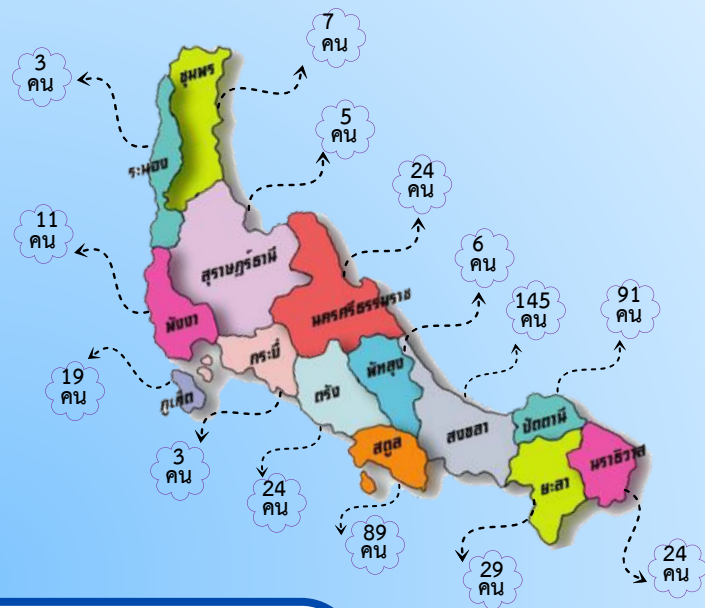 7
คน
3
คน
ชุมพร
5
คน
ระนอง
24
คน
11
คน
6
คน
สุราษฎร์ธานี
145
คน
91
คน
นครศรีธรรมราช
พังงา
กระบี่
พัทลุง
19
คน
ภูเก็ต
ตรัง
ปัตตานี
สงขลา
สตูล
นราธิวาส
ยะลา
3
คน
24
คน
89
คน
29
คน
24
คน